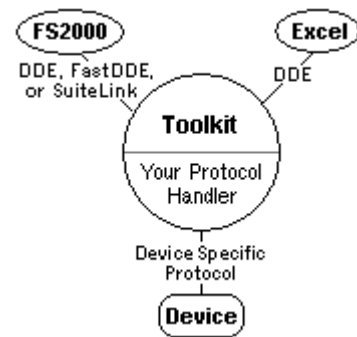 FS2000
Excel
DDE, FastDDE,
or SuiteLink
DDE
Toolkit
Your Protocol
Handler
Device Specific
Protocol
Device